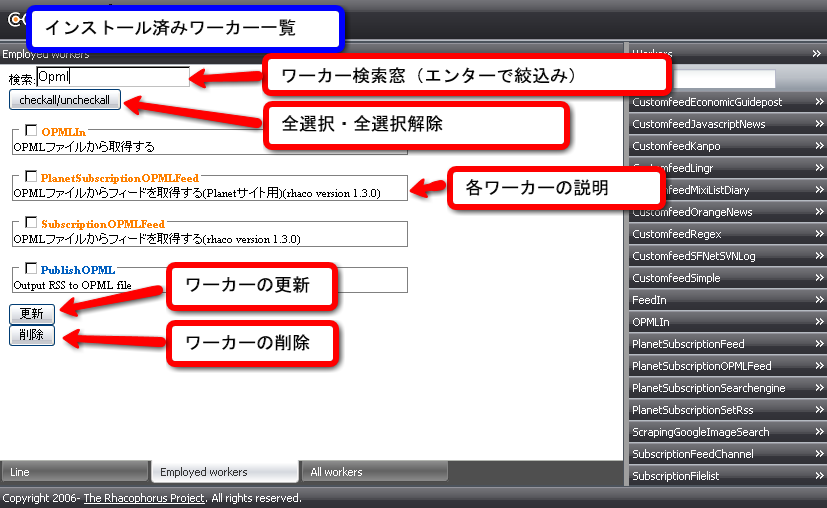 インストール済みワーカー一覧
Employed workers
検索:Opml
ワーカー検索窓（エンターで絞込み）
checkall/uncheckall
全選択・全選択解除
OPMLIn
OPMLファイルから取得する
PlanetSubscriptionOPMLFeed
OPMLファイルからフィードを取得する(Planetサイト用)(rhaco version 1.3.0)
各ワーカーの説明
SubscriptionOPMLFeed
OPMLファイルからフィードを取得する(rhaco version 1.3.0)
PublishOPML
Output RSS to OPML file
ワーカーの更新
更新
削除
ワーカーの削除
Workers »
CustomfeedEconomicGuidepost »
CustomfeedJavascriptNews »
CustomfeedKanpo »
CustomfeedLingr »
CustomfeedMixiListDiary »
CustomfeedOrangeNews »
CustomfeedRegex »
CustomfeedSFNetSVNLog »
CustomfeedSimple »
FeedIn »
OPMLIn »
PlanetSubscriptionFeed »
PlanetSubscriptionOPMLFeed »
PlanetSubscriptionSearchengine »
PlanetSubscriptionSetRss »
ScrapingGoogleImageSearch »
SubscriptionFeedChannel »
SubscriptionFilelist »
Line
Employed workers
All workers
Copyright 2006- The Rhacophorus Project. All rights reserved.